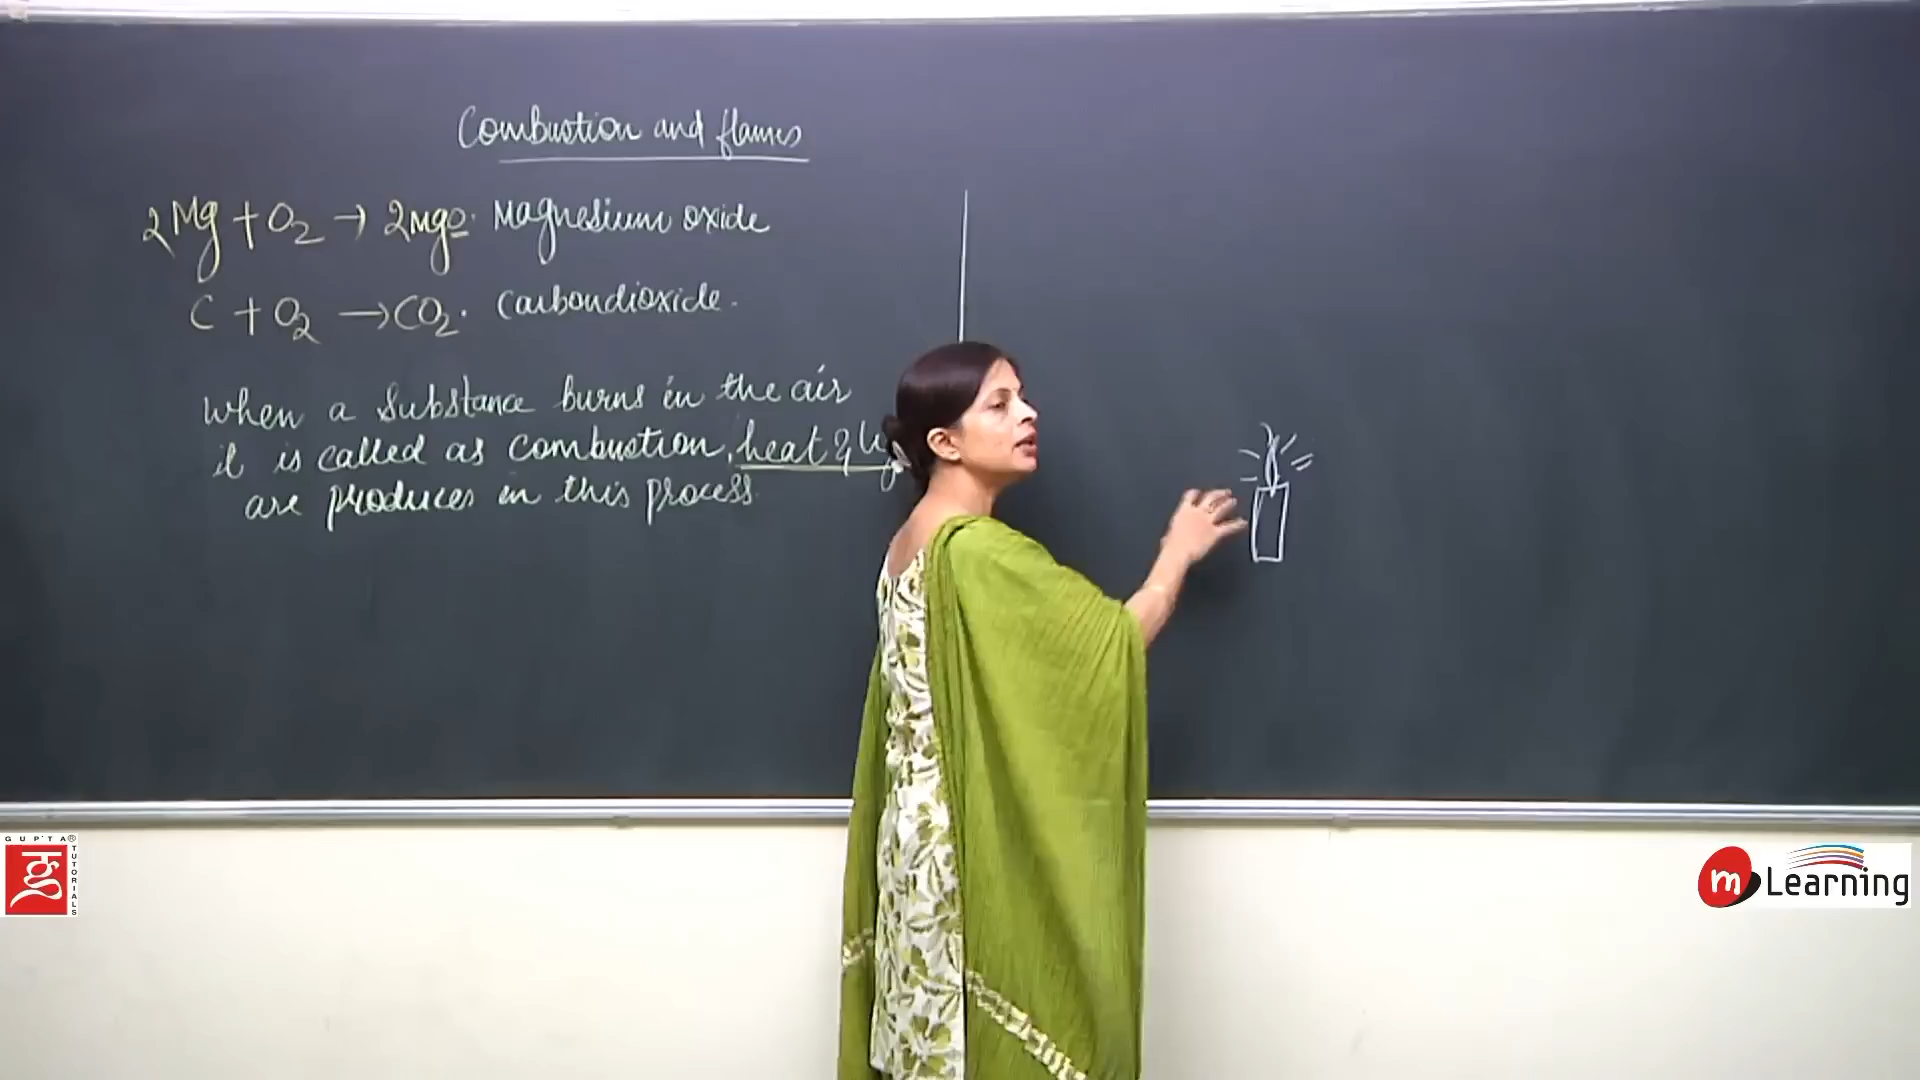 Combustion and flames
2Mg + O2 → 2MgO. Magnesium oxide
C + O2 → CO2. Carbondioxide.
When a substance burns in the air
it is called as combustion, heat &
are produces in this process.
GUPTA®
TUTORIALS
m Learning